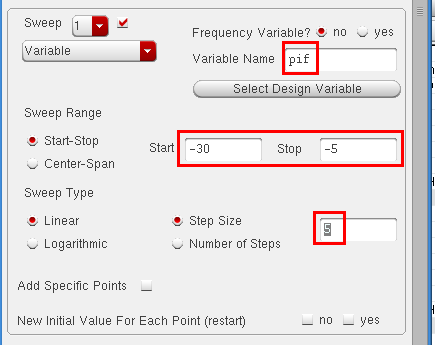 Sweep 1
Frequency Variable? no yes
Variable
Variable Name pif
Select Design Variable
Sweep Range
Start-Stop
Start -30 Stop -5
Center-Span
Sweep Type
Linear Step Size 5
Logarithmic Number of Steps
Add Specific Points
New Initial Value For Each Point (restart) no yes